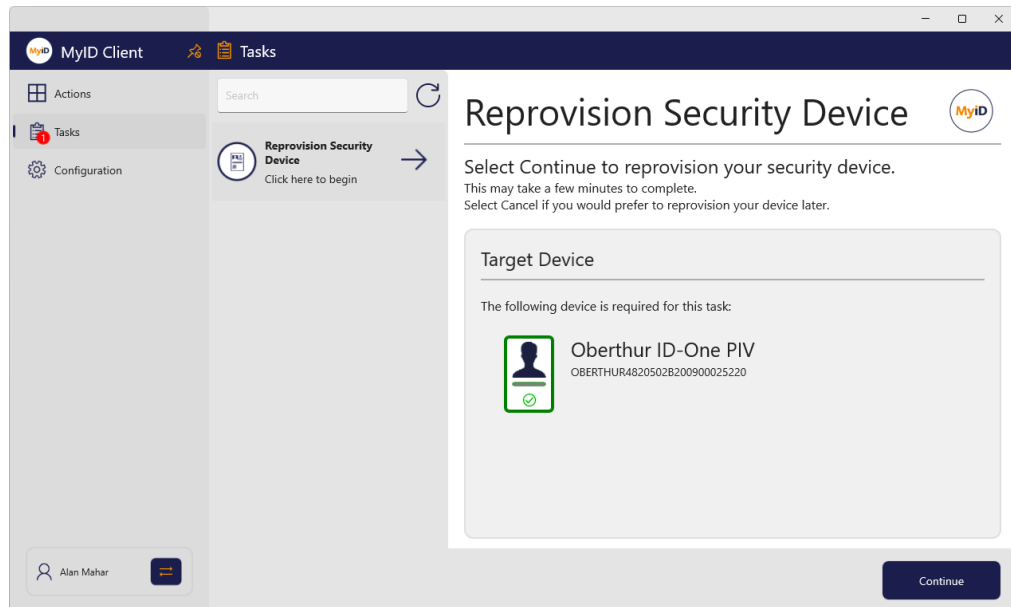 MyiD
MyID Client
Tasks
Actions
Tasks
1
Configuration
Search
Reprovision Security
Device
Click here to begin
Reprovision Security Device
MyiD
Select Continue to reprovision your security device.
This may take a few minutes to complete.
Select Cancel if you would prefer to reprovision your device later.
Target Device
The following device is required for this task:
Oberthur ID-One PIV
OBERTHUR4820502B200900025220
Alan Mahar
Continue